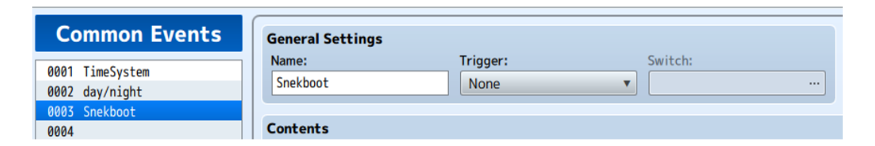 Common Events
0001 TimeSystem
0002 day/night
0003 Snekboot
0004
General Settings
Name: Trigger: Switch:
Snekboot None ...
Contents